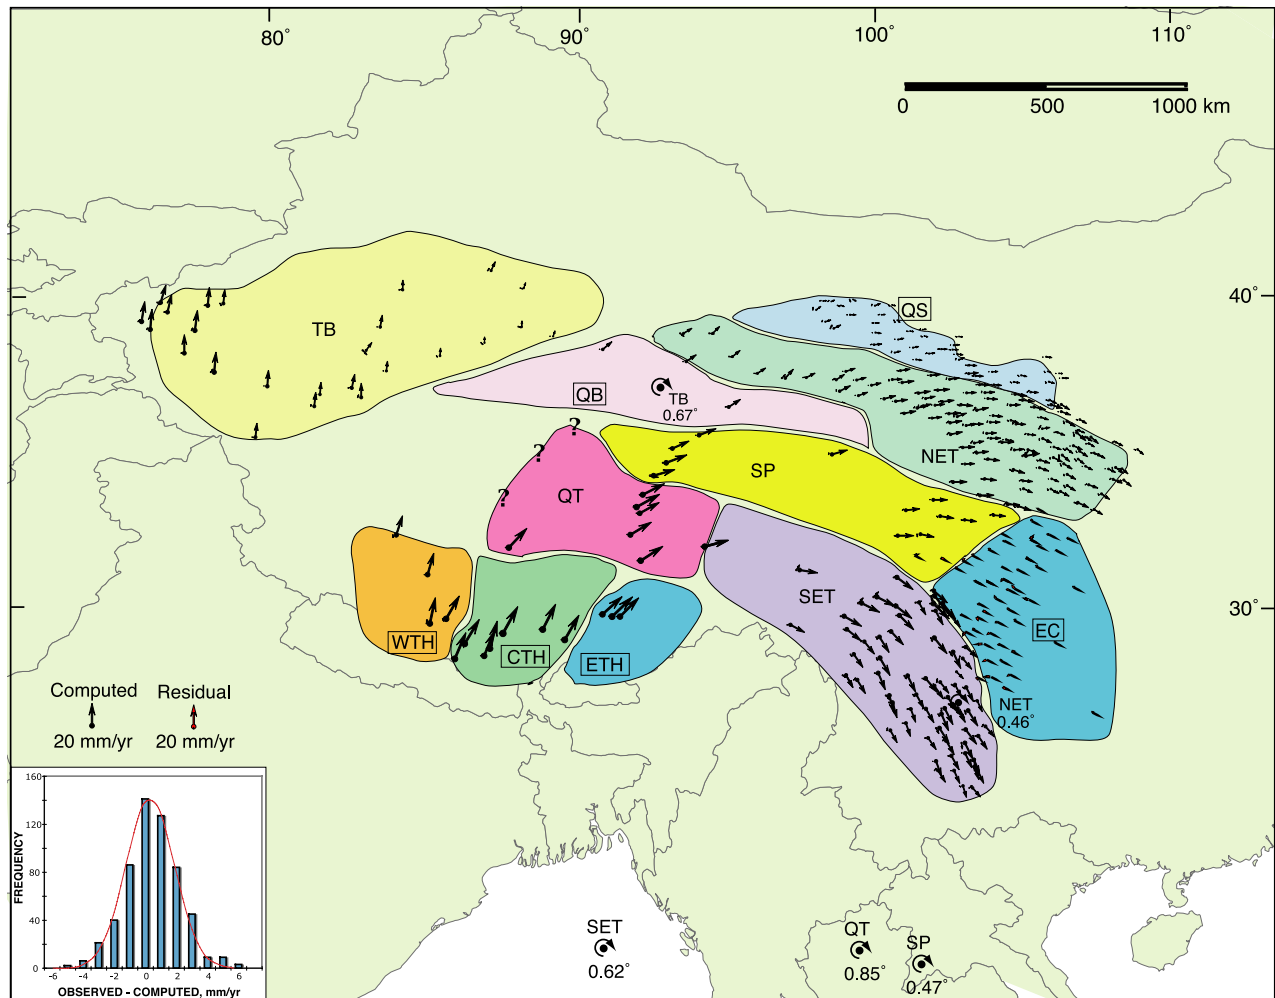 80°
90°
100°
110°
0
500
1000 km
40°
30°
TB
QS
QB
TB
0.67°
NET
SP
QT
?
?
?
SET
WTH
CTH
ETH
EC
NET
0.46°
Computed
Residual
20 mm/yr
20 mm/yr
160
120
80
40
0
FREQUENCY
-6
-4
-2
0
2
4
6
OBSERVED - COMPUTED, mm/yr
SET
0.62°
QT
0.85°
SP
0.47°